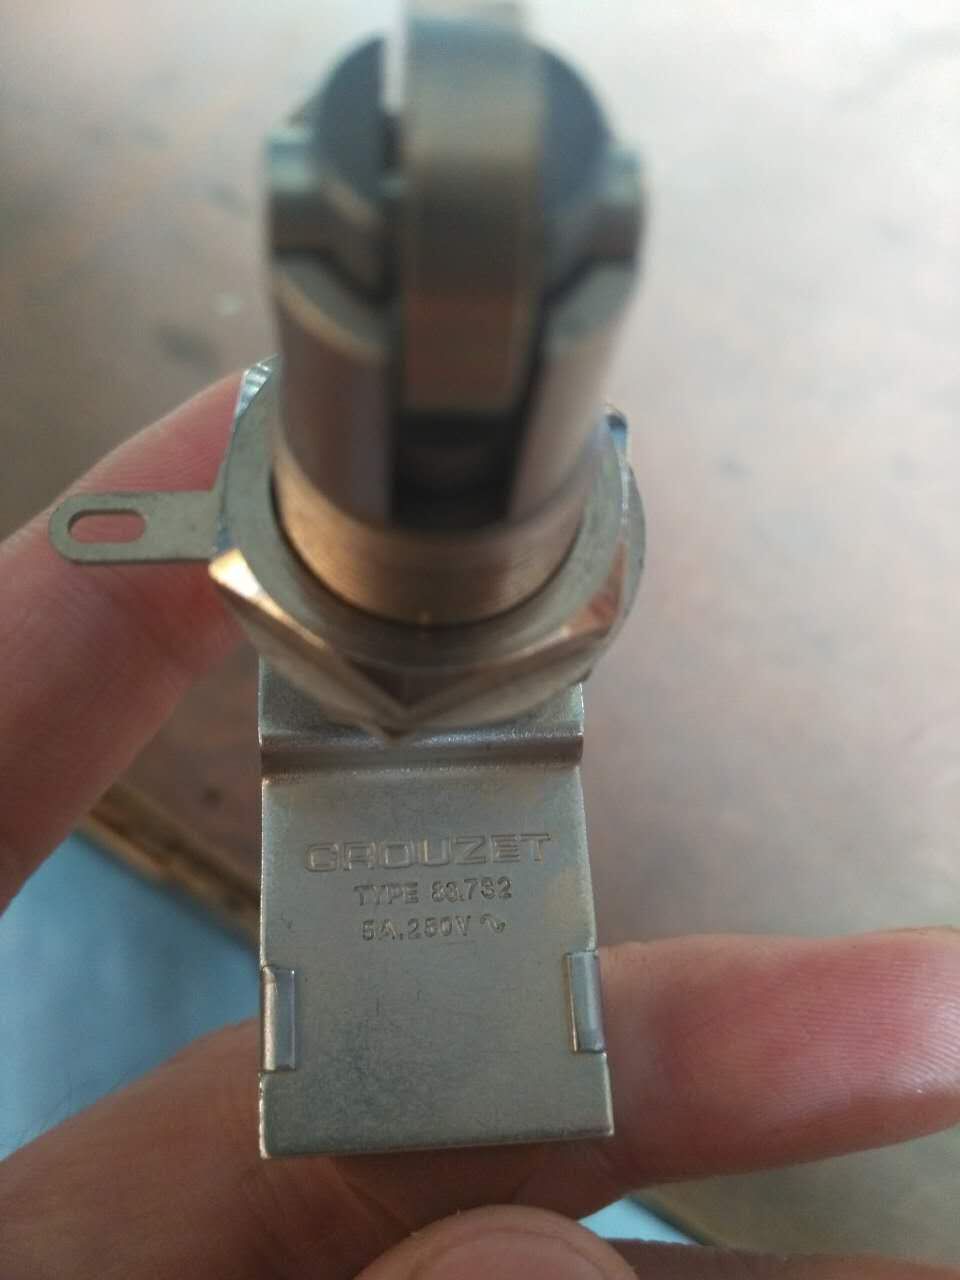 CROUZET
TYPE 83.732
5A.250V ∿